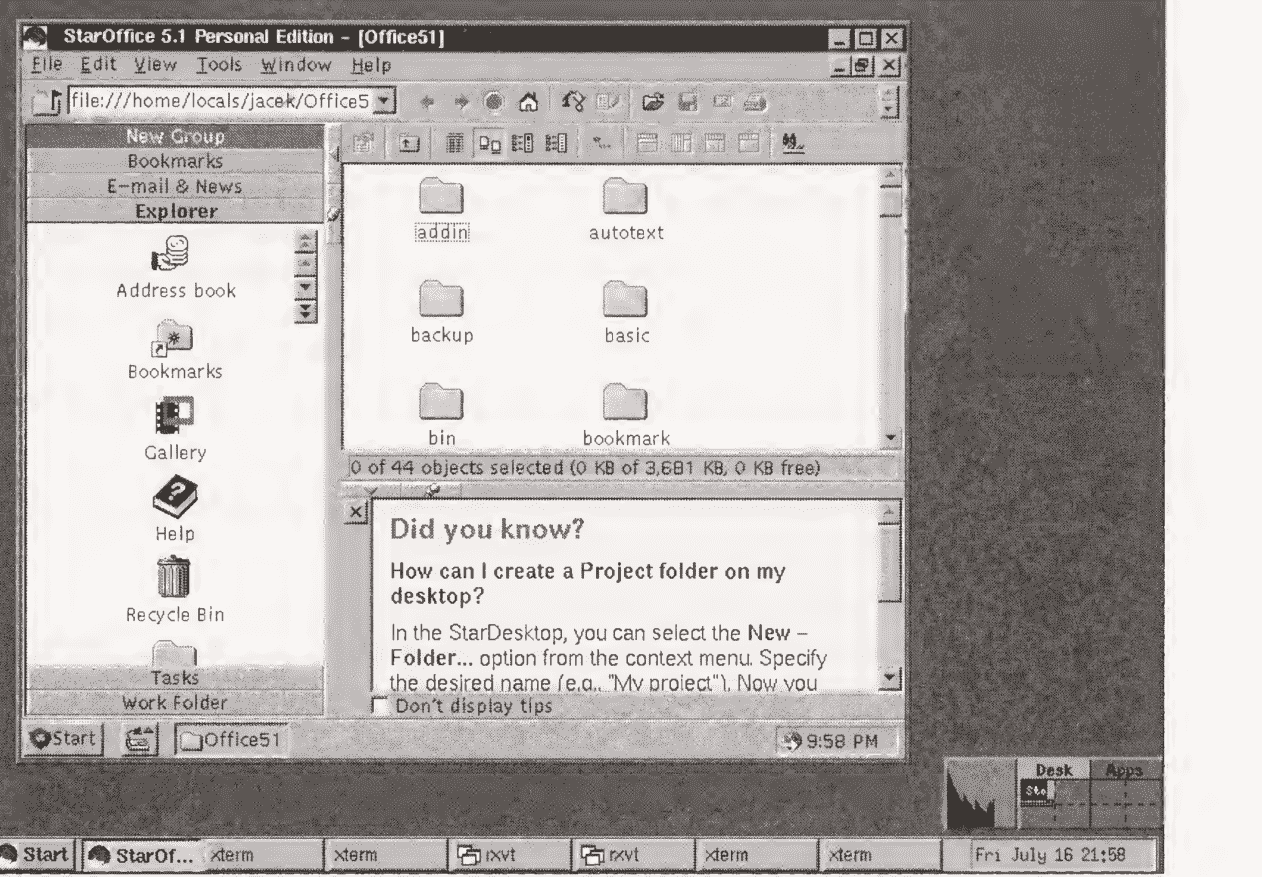 StarOffice 5.1 Personal Edition - [Office51]
File Edit View Tools Window Help
file:///home/locals/jacek/Office5
New Group
Bookmarks
E-mail & News
Explorer
Address book
Bookmarks
Gallery
Help
Recycle Bin
Tasks
Work Folder
addin autotext
backup basic
bin bookmark
0 of 44 objects selected (0 KB of 3,681 KB, 0 KB free)
Did you know?
How can I create a Project folder on my
desktop?
In the StarDesktop, you can select the New -
Folder... option from the context menu. Specify
the desired name (e.g., "My project"). Now you
Don't display tips
Start Office51 9:58 PM
Desk Apps
Sta
Start StarOf... xterm xterm rxvt rxvt xterm xterm Fri July 16 21:58